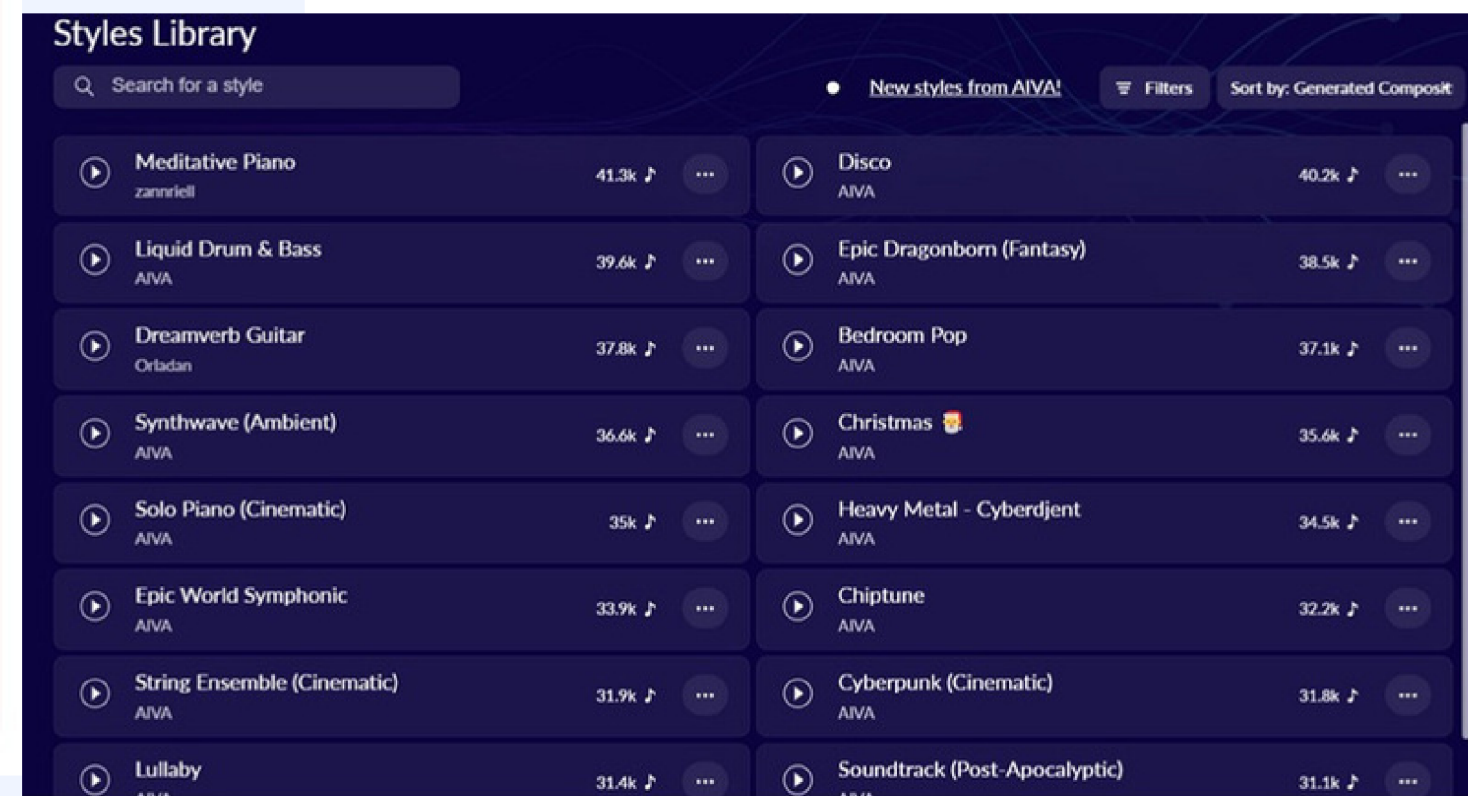 Styles Library
Search for a style
New styles from AIVA!
Filters
Sort by: Generated Composit
Meditative Piano
zannriell
41.3k
Disco
AIVA
40.2k
Liquid Drum & Bass
AIVA
39.6k
Epic Dragonborn (Fantasy)
AIVA
38.5k
Dreamverb Guitar
Orladan
37.8k
Bedroom Pop
AIVA
37.1k
Synthwave (Ambient)
AIVA
36.6k
Christmas 🎅
AIVA
35.6k
Solo Piano (Cinematic)
AIVA
35k
Heavy Metal - Cyberdjent
AIVA
34.5k
Epic World Symphonic
AIVA
33.9k
Chiptune
AIVA
32.2k
String Ensemble (Cinematic)
AIVA
31.9k
Cyberpunk (Cinematic)
AIVA
31.8k
Lullaby
31.4k
Soundtrack (Post-Apocalyptic)
31.1k